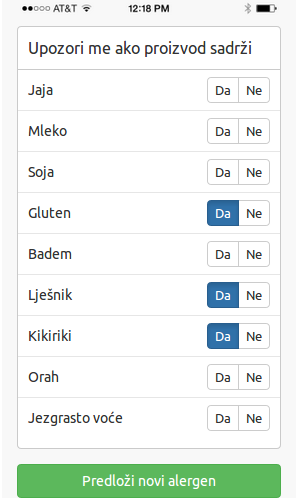 AT&T 12:18 PM
Upozori me ako proizvod sadrži
Jaja Da Ne
Mleko Da Ne
Soja Da Ne
Gluten Da Ne
Badem Da Ne
Lješnik Da Ne
Kikiriki Da Ne
Orah Da Ne
Jezgrasto voće Da Ne
Predloži novi alergen